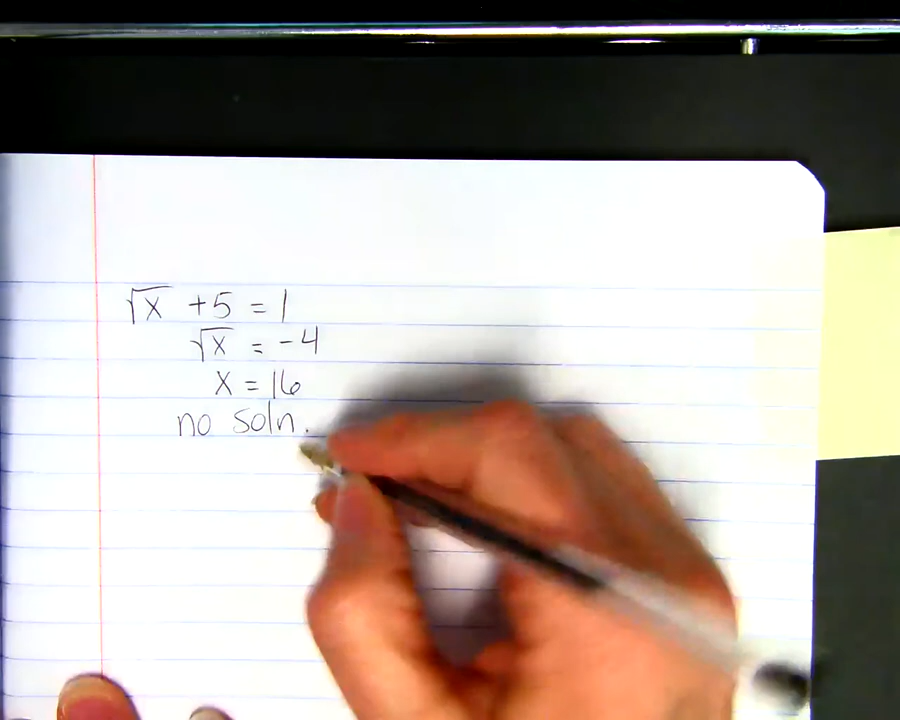 √x + 5 = 1
√x = -4
x = 16
no soln.